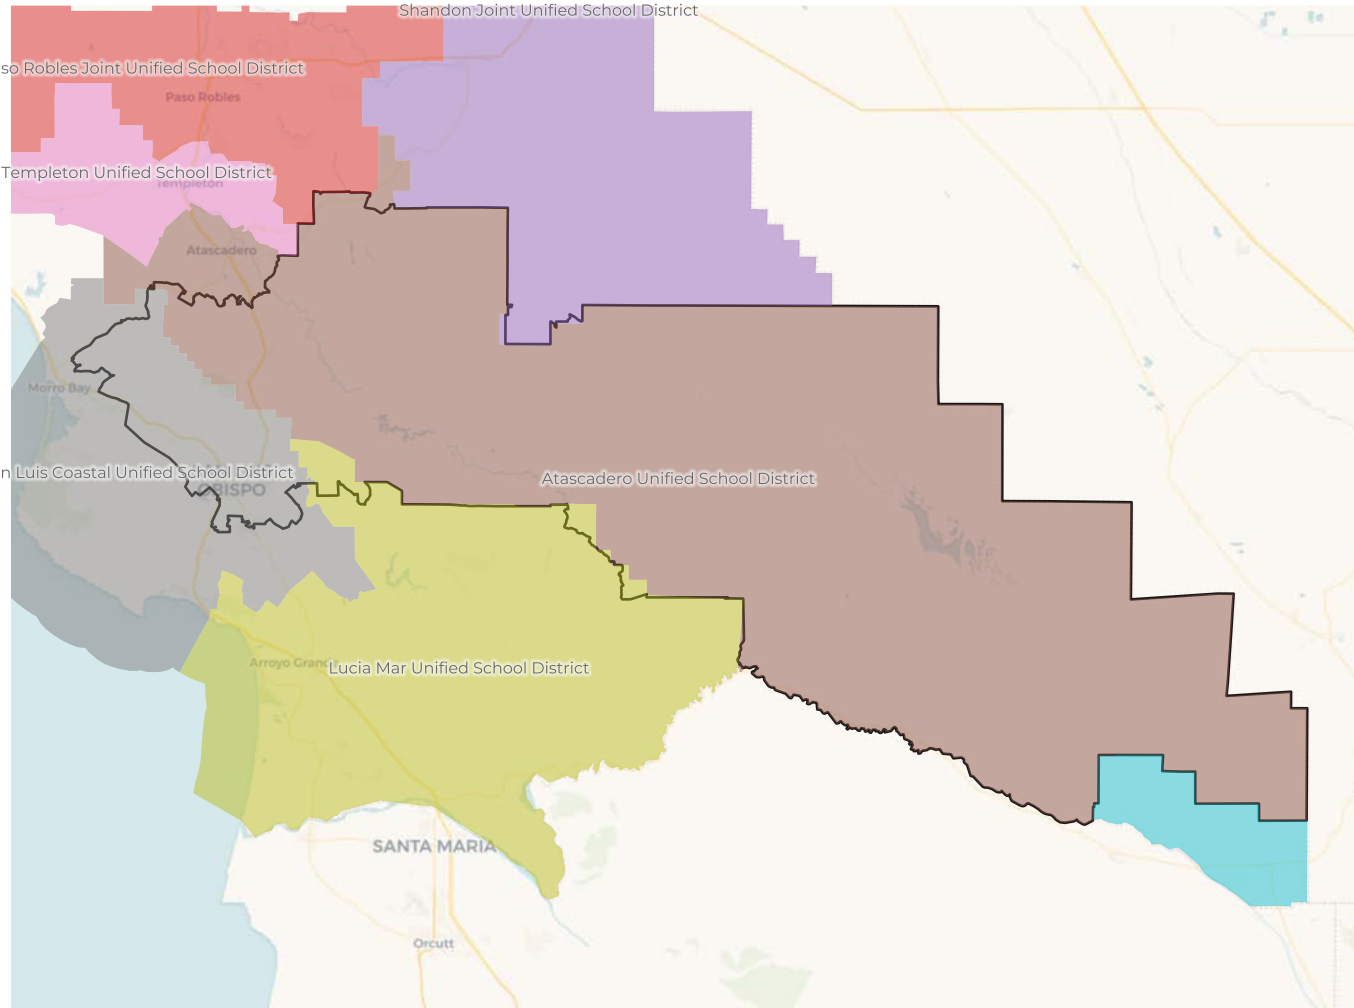 Shandon Joint Unified School District
so Robles Joint Unified School District
Paso Robles
Templeton Unified School District
Templeton
Atascadero
Morro Bay
n Luis Coastal Unified School District
OBISPO
Atascadero Unified School District
Arroyo Grande
Lucia Mar Unified School District
SANTA MARIA
Orcutt